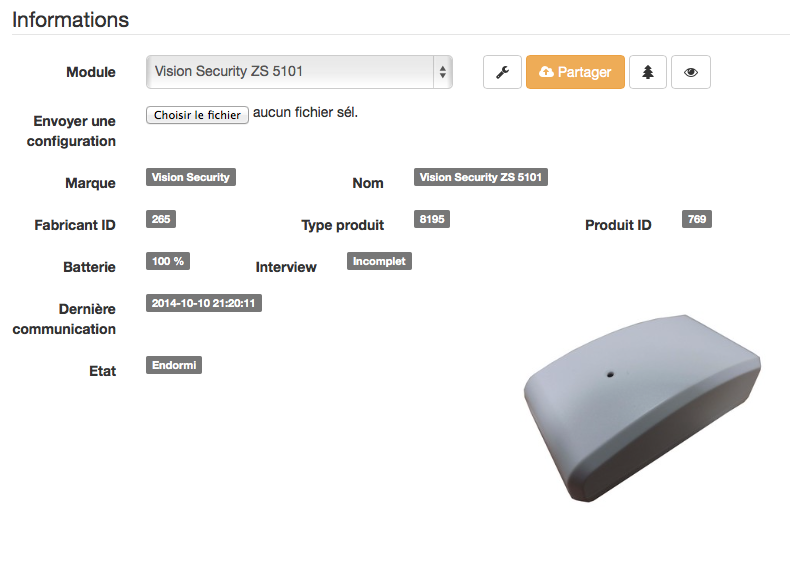 Informations
Module Vision Security ZS 5101 Partager
Envoyer une configuration Choisir le fichier aucun fichier sél.
Marque Vision Security Nom Vision Security ZS 5101
Fabricant ID 265 Type produit 8195 Produit ID 769
Batterie 100 % Interview Incomplet
Dernière communication 2014-10-10 21:20:11
Etat Endormi